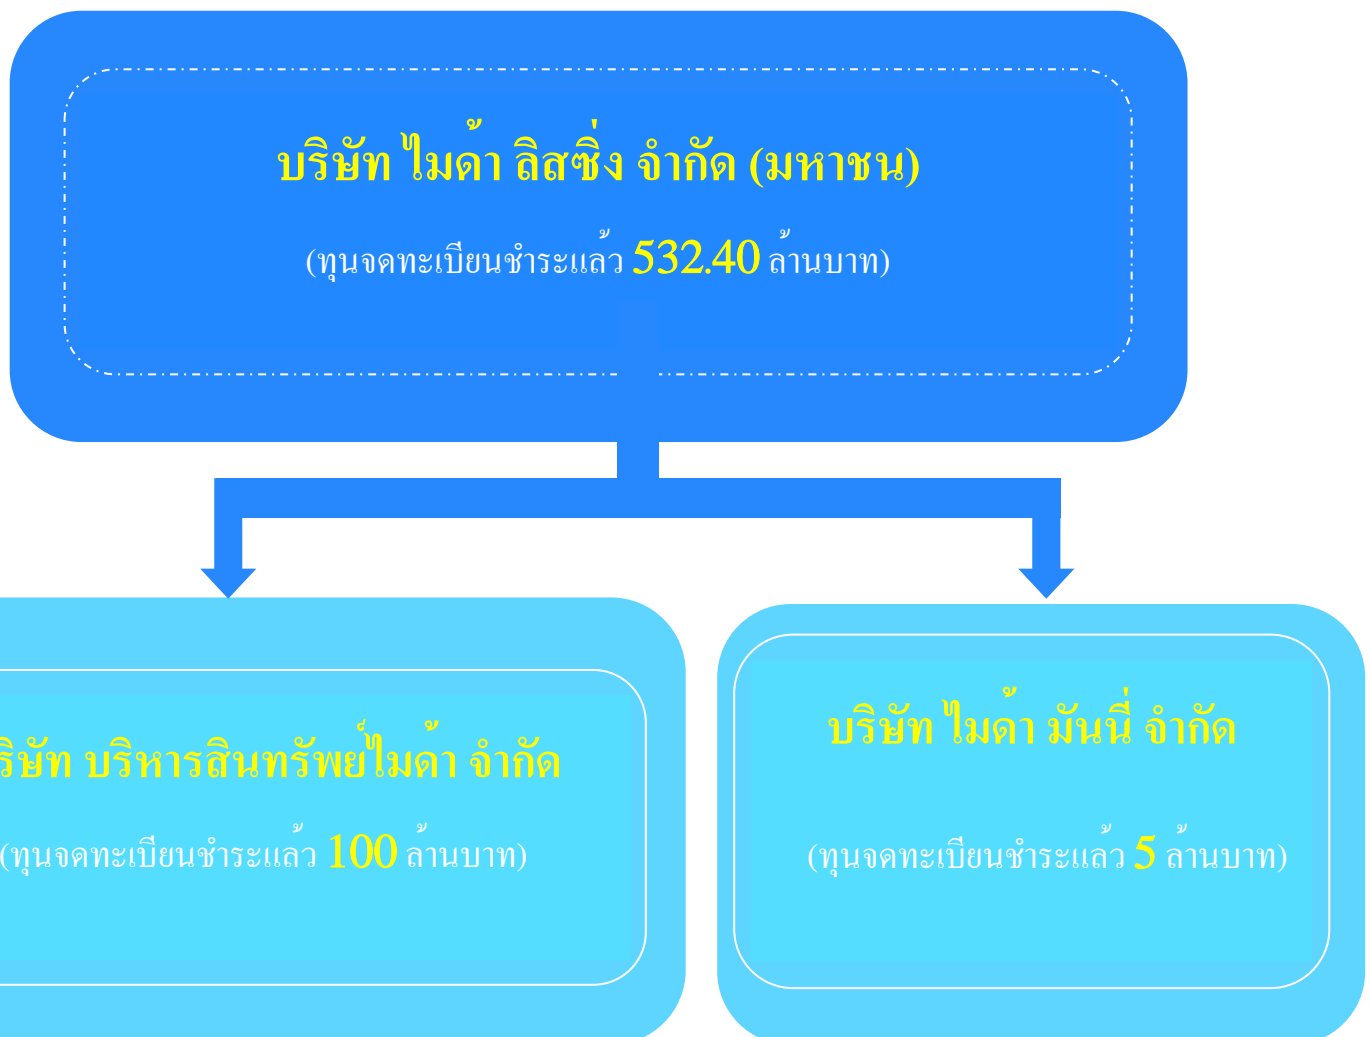 บริษัท ไมด้า ลิสซิ่ง จำกัด (มหาชน)
(ทุนจดทะเบียนชำระแล้ว 532.40 ล้านบาท)
บริหารสินทรัพย์ไมด้า จำกัด
(ทุนจดทะเบียนชำระแล้ว 100 ล้านบาท)
บริษัท ไมด้า มันนี่ จำกัด
(ทุนจดทะเบียนชำระแล้ว 5 ล้านบาท)